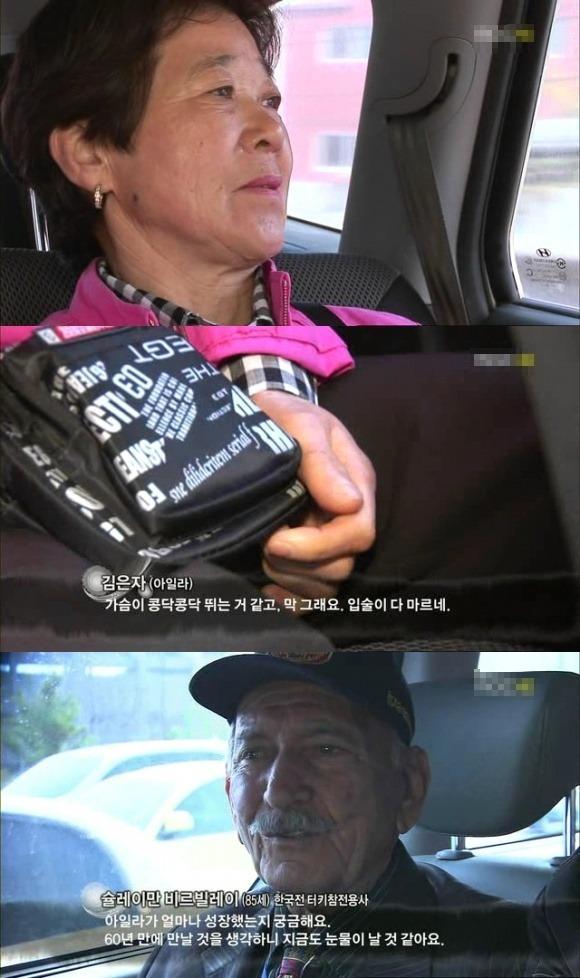 EGT
THE
김은자 (아일라)
가슴이 콩닥콩닥 뛰는 거 같고, 막 그래요. 입술이 다 마르네.
슐레이만 비르빌레이 (85세) 한국전 터키참전용사
아일라가 얼마나 성장했는지 궁금해요.
60년 만에 만날 것을 생각하니 지금도 눈물이 날 것 같아요.